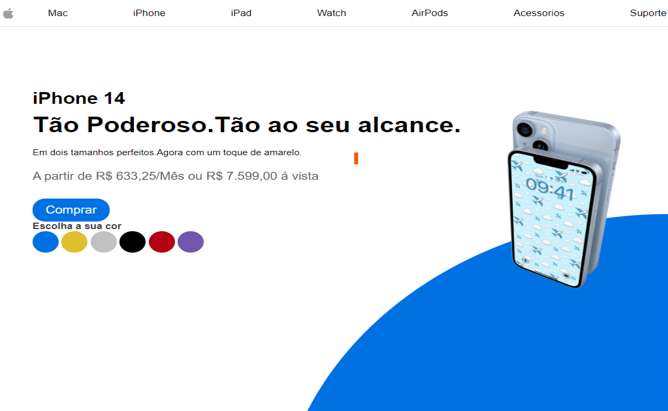 Mac iPhone iPad Watch AirPods Acessorios Suporte
iPhone 14
Tão Poderoso.Tão ao seu alcance.
Em dois tamanhos perfeitos.Agora com um toque de amarelo.
A partir de R$ 633,25/Mês ou R$ 7.599,00 á vista
Comprar
Escolha a sua cor
09:41